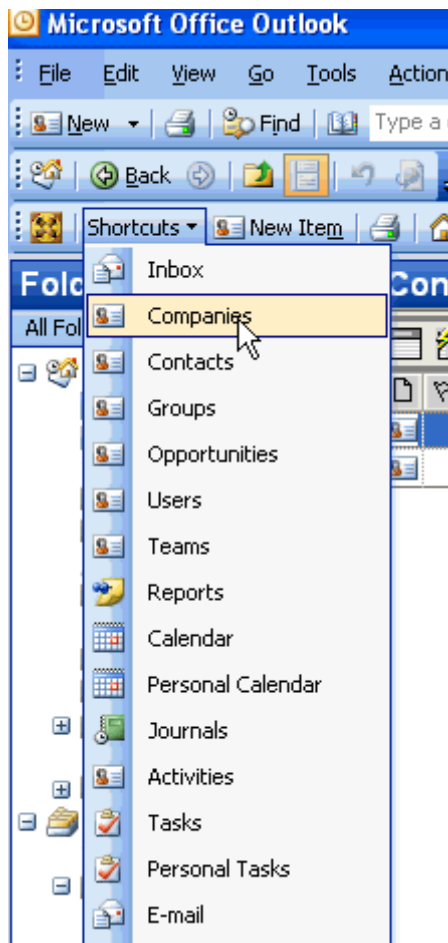 Microsoft Office Outlook
File Edit View Go Tools Action
New Find Type a
Back
Shortcuts New Item
Fold Con
All Fol
Inbox
Companies
Contacts
Groups
Opportunities
Users
Teams
Reports
Calendar
Personal Calendar
Journals
Activities
Tasks
Personal Tasks
E-mail